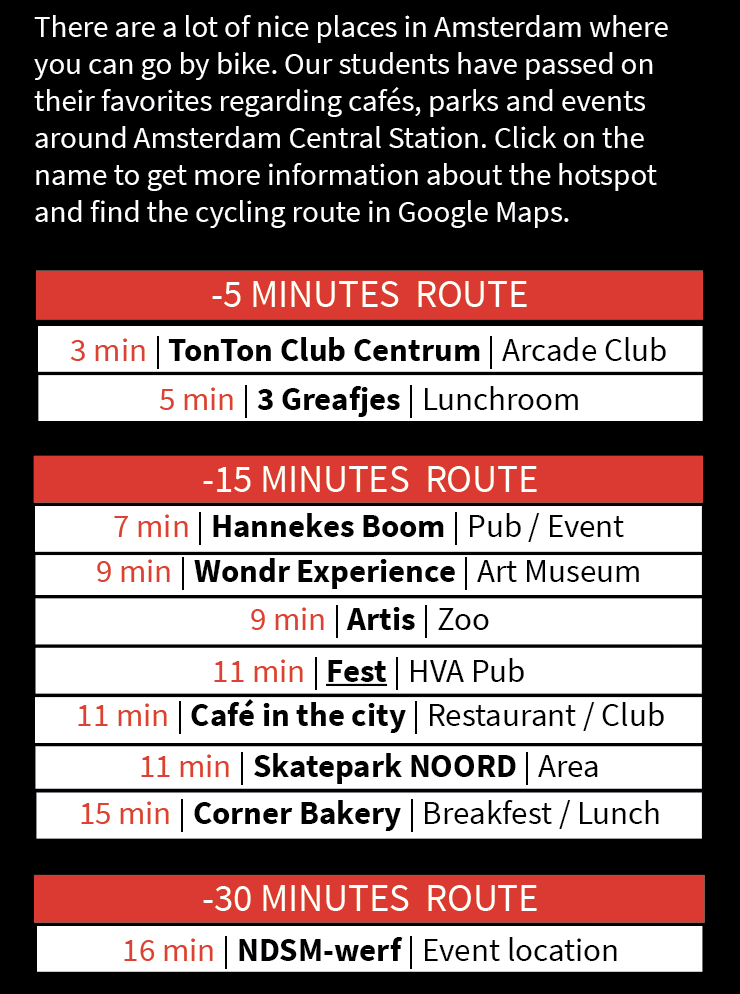 There are a lot of nice places in Amsterdam where
you can go by bike. Our students have passed on
their favorites regarding cafés, parks and events
around Amsterdam Central Station. Click on the
name to get more information about the hotspot
and find the cycling route in Google Maps.
-5 MINUTES ROUTE
3 min | TonTon Club Centrum | Arcade Club
5 min | 3 Greafjes | Lunchroom
-15 MINUTES ROUTE
7 min | Hannekes Boom | Pub / Event
9 min | Wondr Experience | Art Museum
9 min | Artis | Zoo
11 min | Fest | HVA Pub
11 min | Café in the city | Restaurant / Club
11 min | Skatepark NOORD | Area
15 min | Corner Bakery | Breakfest / Lunch
-30 MINUTES ROUTE
16 min | NDSM-werf | Event location